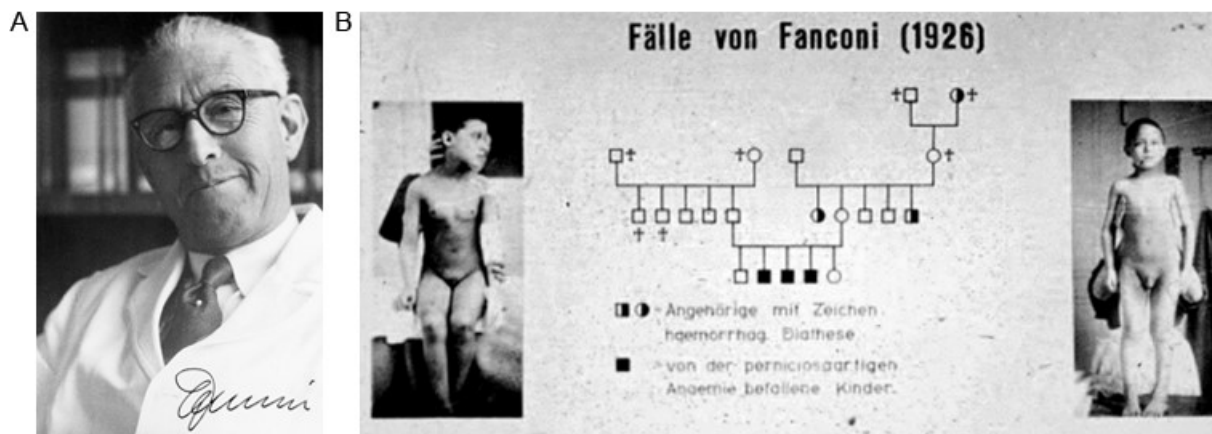 A
B
Fälle von Fanconi (1926)
= Angehörige mit Zeichen
haemorrhag. Diathese
= von der perniciosaartigen
Anaemie befallene Kinder.